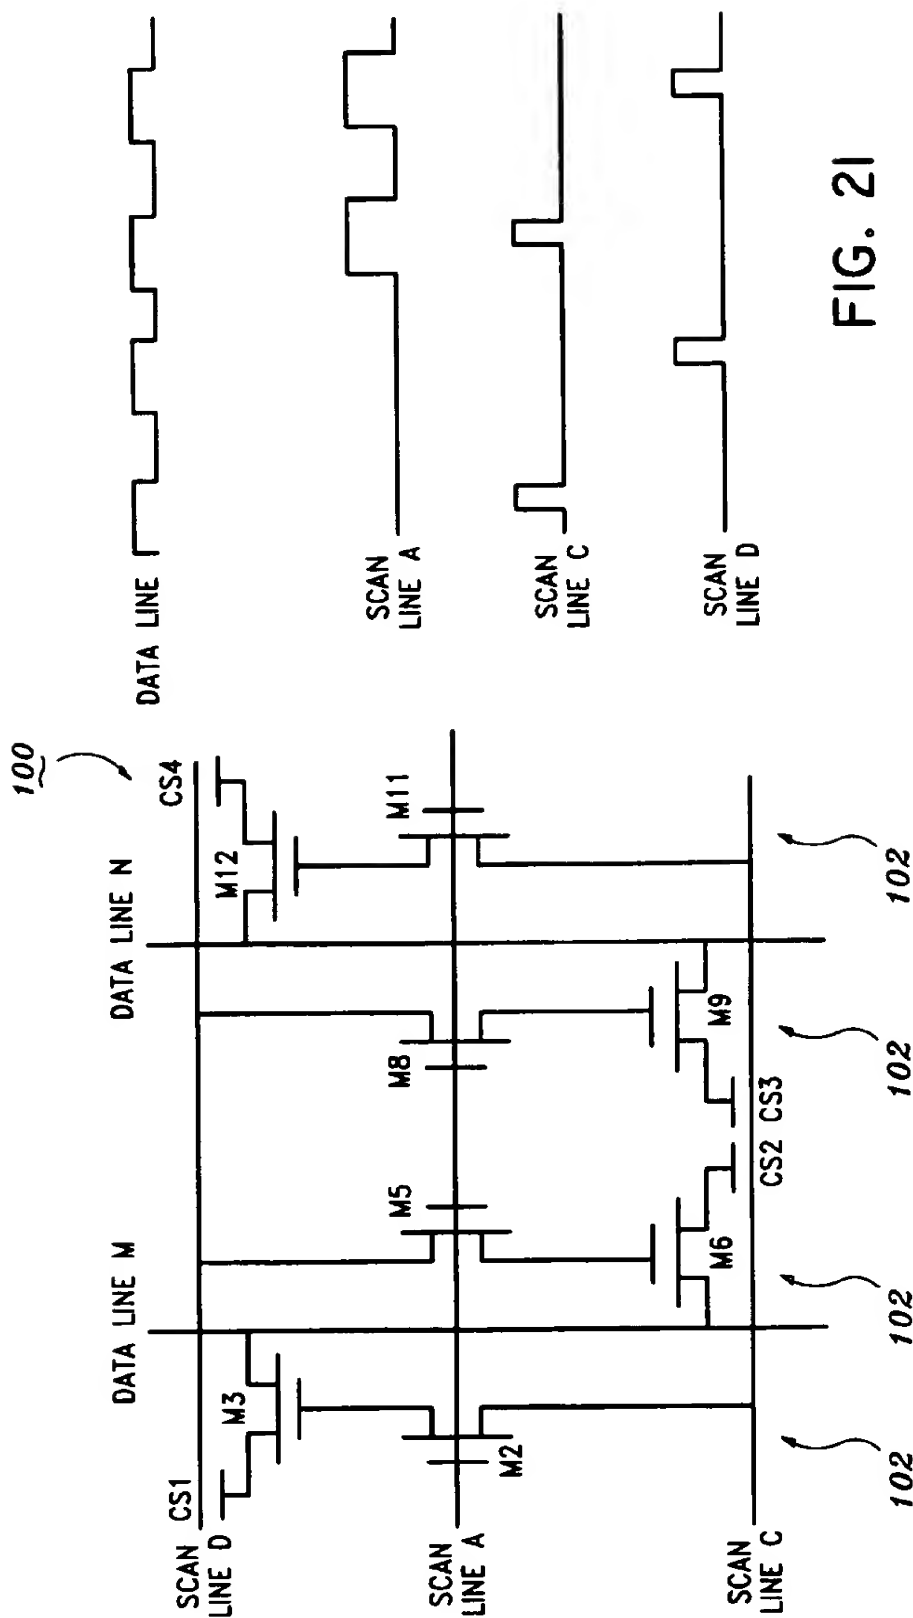 100
DATA LINE M
DATA LINE N
DATA LINE I
CS1
CS4
SCAN
LINE D
M3
M12
SCAN
LINE A
M2
M5
M8
M11
SCAN
LINE A
SCAN
LINE C
M6
M9
CS2
CS3
SCAN
LINE C
SCAN
LINE D
102
102
102
102
FIG. 21